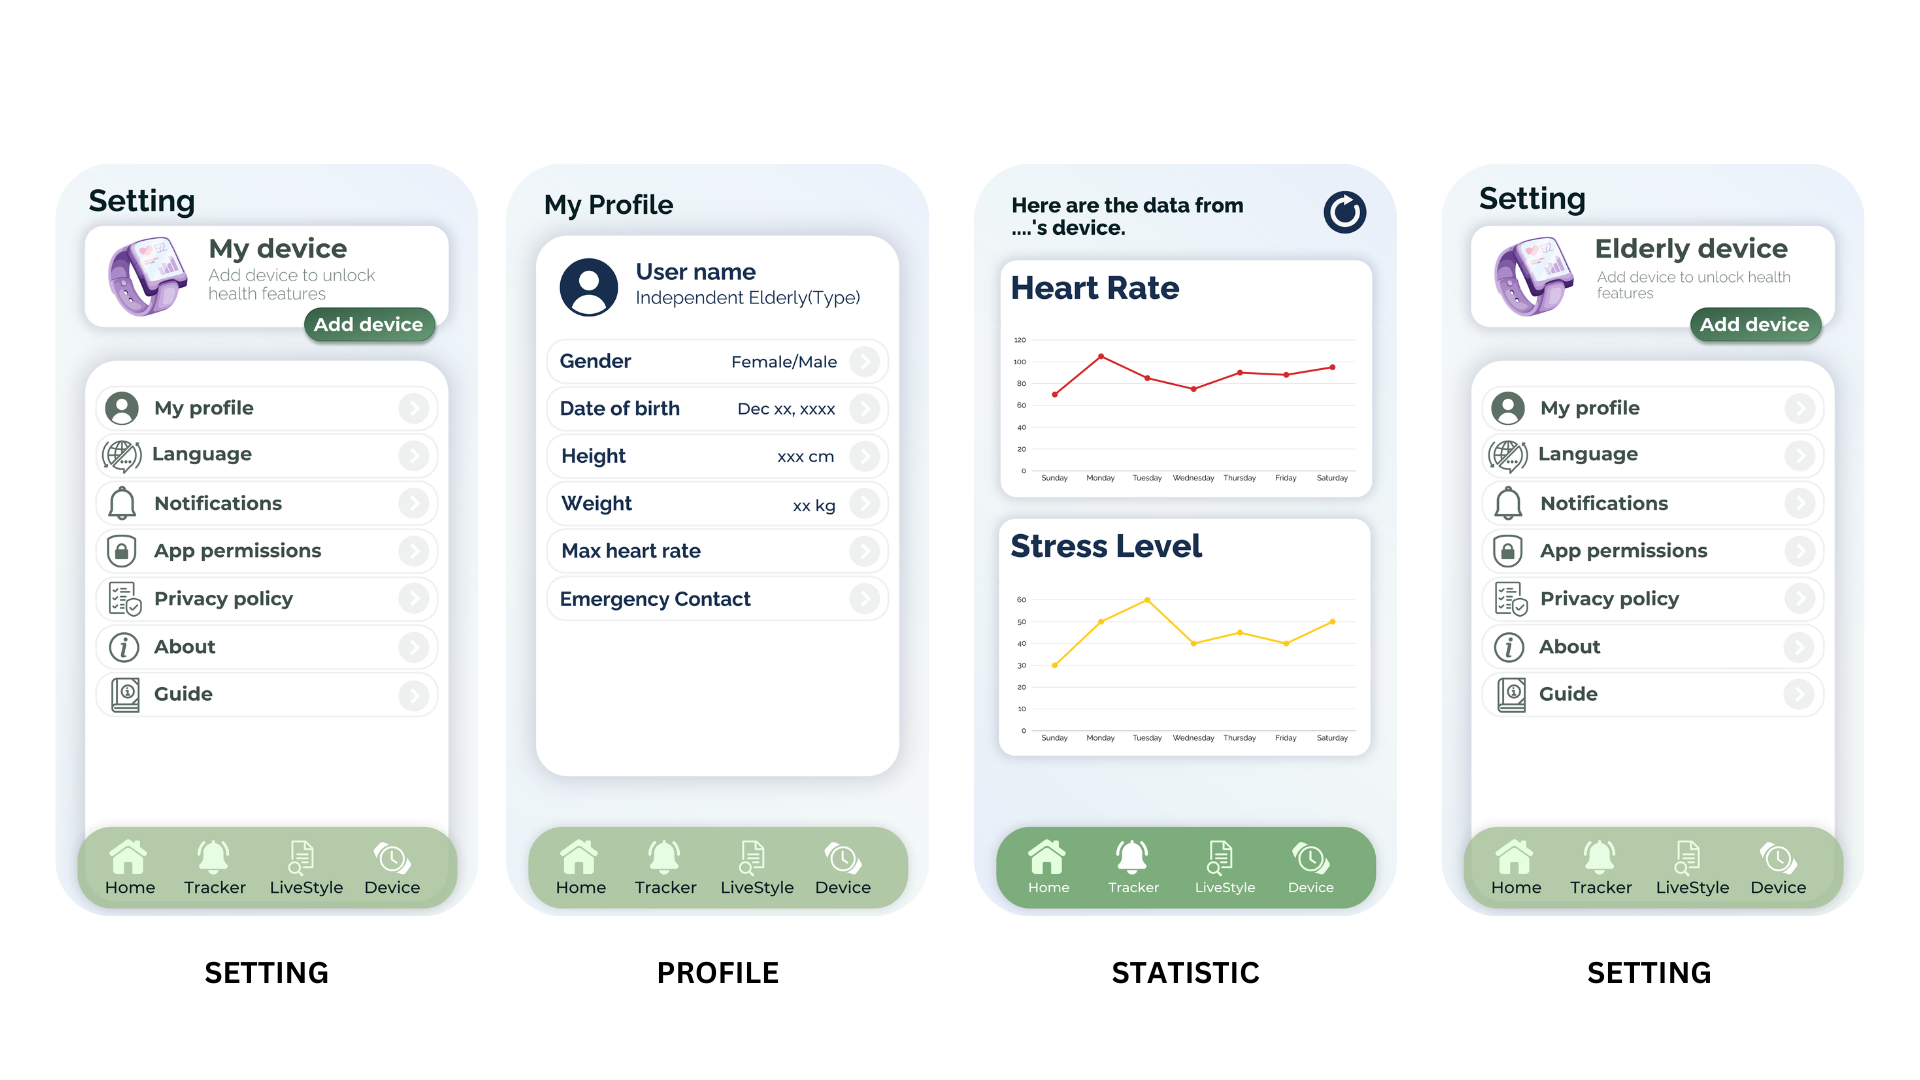 Setting
My device
Add device to unlock
health features
Add device
My profile
Language
Notifications
App permissions
Privacy policy
About
Guide
Home Tracker LiveStyle Device
SETTING
My Profile
User name
Independent Elderly(Type)
Gender Female/Male
Date of birth Dec xx, xxxx
Height xxx cm
Weight xx kg
Max heart rate
Emergency Contact
Home Tracker LiveStyle Device
PROFILE
Here are the data from
....'s device.
Heart Rate
120
100
80
60
40
20
0
Sunday Monday Tuesday Wednesday Thursday Friday Saturday
Stress Level
60
50
40
30
20
10
0
Sunday Monday Tuesday Wednesday Thursday Friday Saturday
Home Tracker LiveStyle Device
STATISTIC
Setting
Elderly device
Add device to unlock health
features
Add device
My profile
Language
Notifications
App permissions
Privacy policy
About
Guide
Home Tracker LiveStyle Device
SETTING